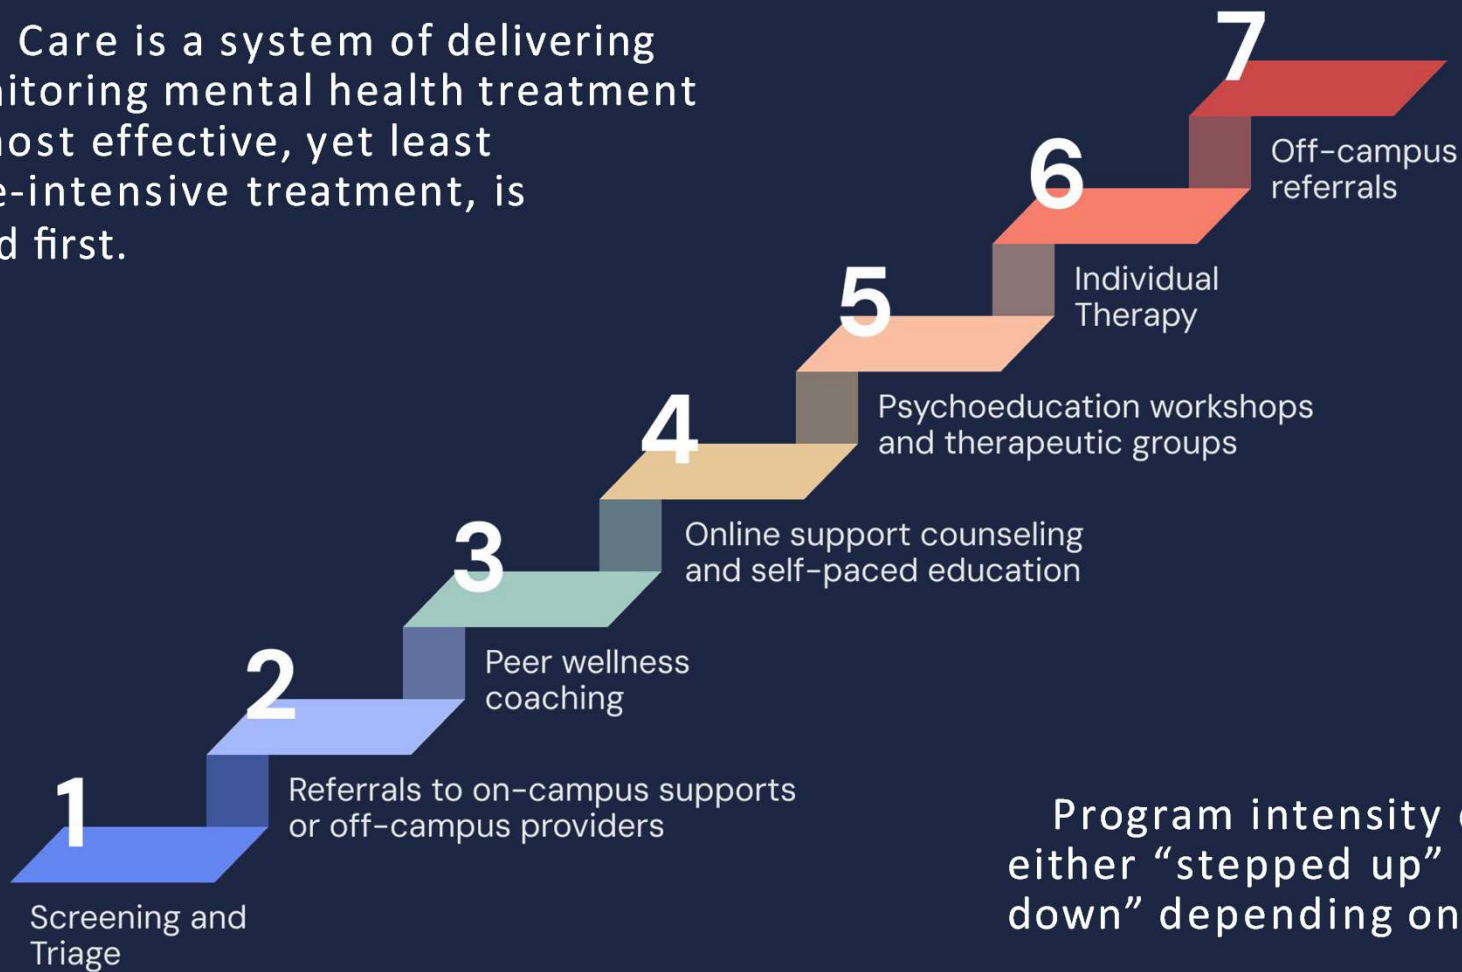 Care is a system of delivering
nitoring mental health treatment
most effective, yet least
e-intensive treatment, is
d first.
7
Off-campus
referrals
6
Individual
Therapy
5
Psychoeducation workshops
and therapeutic groups
4
Online support counseling
and self-paced education
3
Peer wellness
coaching
2
Referrals to on-campus supports
or off-campus providers
1
Screening and
Triage
Program intensity
either “stepped up”
down” depending on